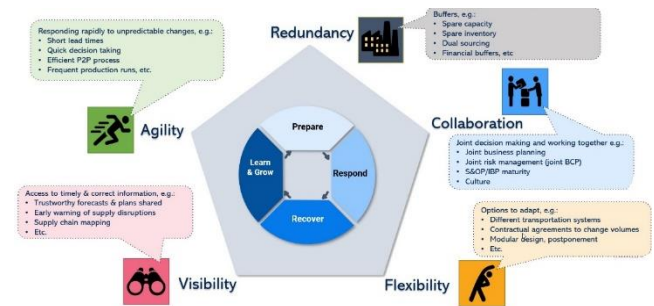 Responding rapidly to unpredictable changes, e.g.:
• Short lead times
• Quick decision taking
• Efficient P2P process
• Frequent production runs, etc.
Agility
Redundancy
Buffers, e.g.:
• Spare capacity
• Spare inventory
• Dual sourcing
• Financial buffers, etc
Collaboration
Joint decision making and working together e.g.:
• Joint business planning
• Joint risk management (joint BCP)
• S&OP/IBP maturity
• Culture
Prepare
Learn
& Grow
Respond
Recover
Access to timely & correct information, e.g.:
• Trustworthy forecasts & plans shared
• Early warning of supply disruptions
• Supply chain mapping
• Etc.
Visibility
Options to adapt, e.g.:
• Different transportation systems
• Contractual agreements to change volumes
• Modular design, postponement
• Etc.
Flexibility